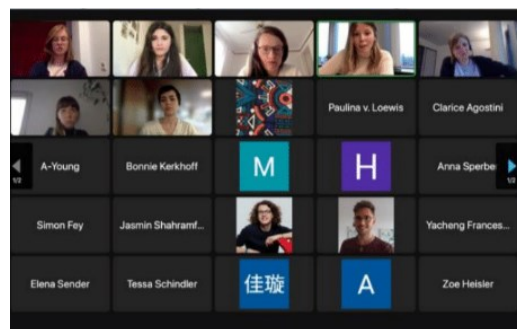 Paulina v. Loewis
Clarice Agostini
A-Young
Bonnie Kerkhoff
M
H
Anna Sperbe
1/2
1/2
Simon Fey
Jasmin Shahramf...
Yacheng Frances...
Elena Sender
Tessa Schindler
佳璇
A
Zoe Heisler